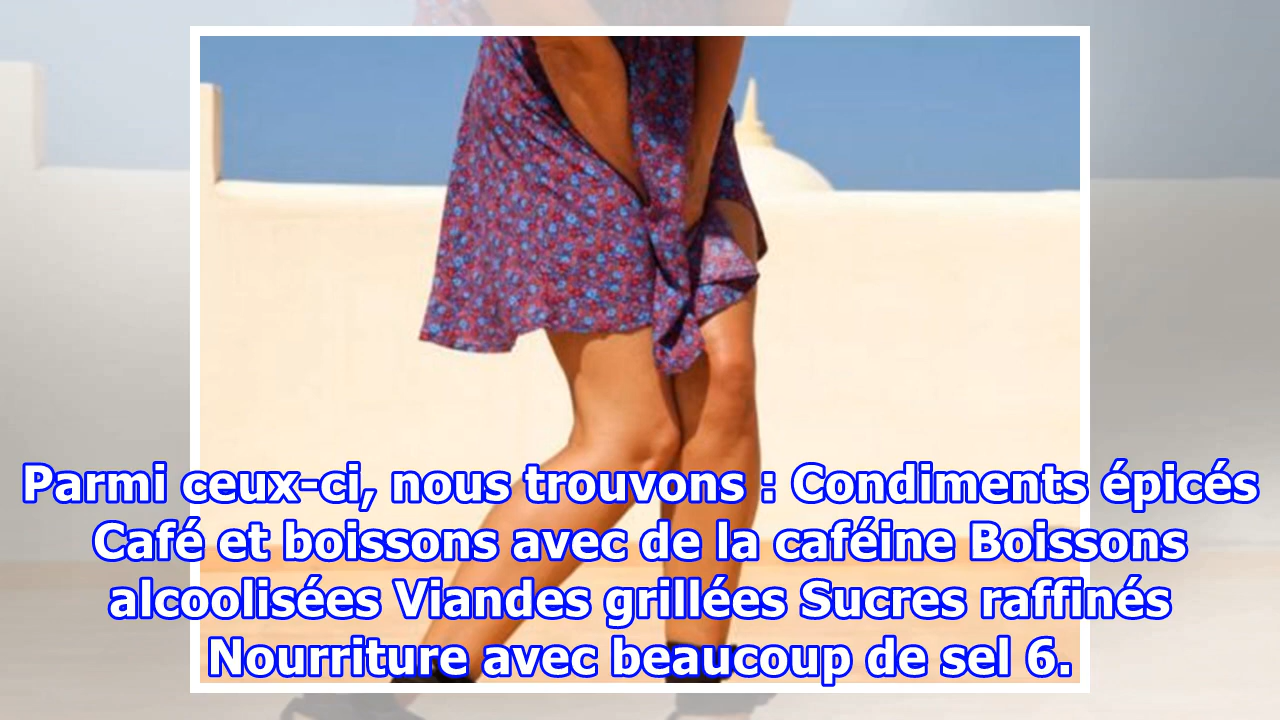 Parmi ceux-ci, nous trouvons : Condiments épicés
Café et boissons avec de la caféine Boissons
alcoolisées Viandes grillées Sucres raffinés
Nourriture avec beaucoup de sel 6.